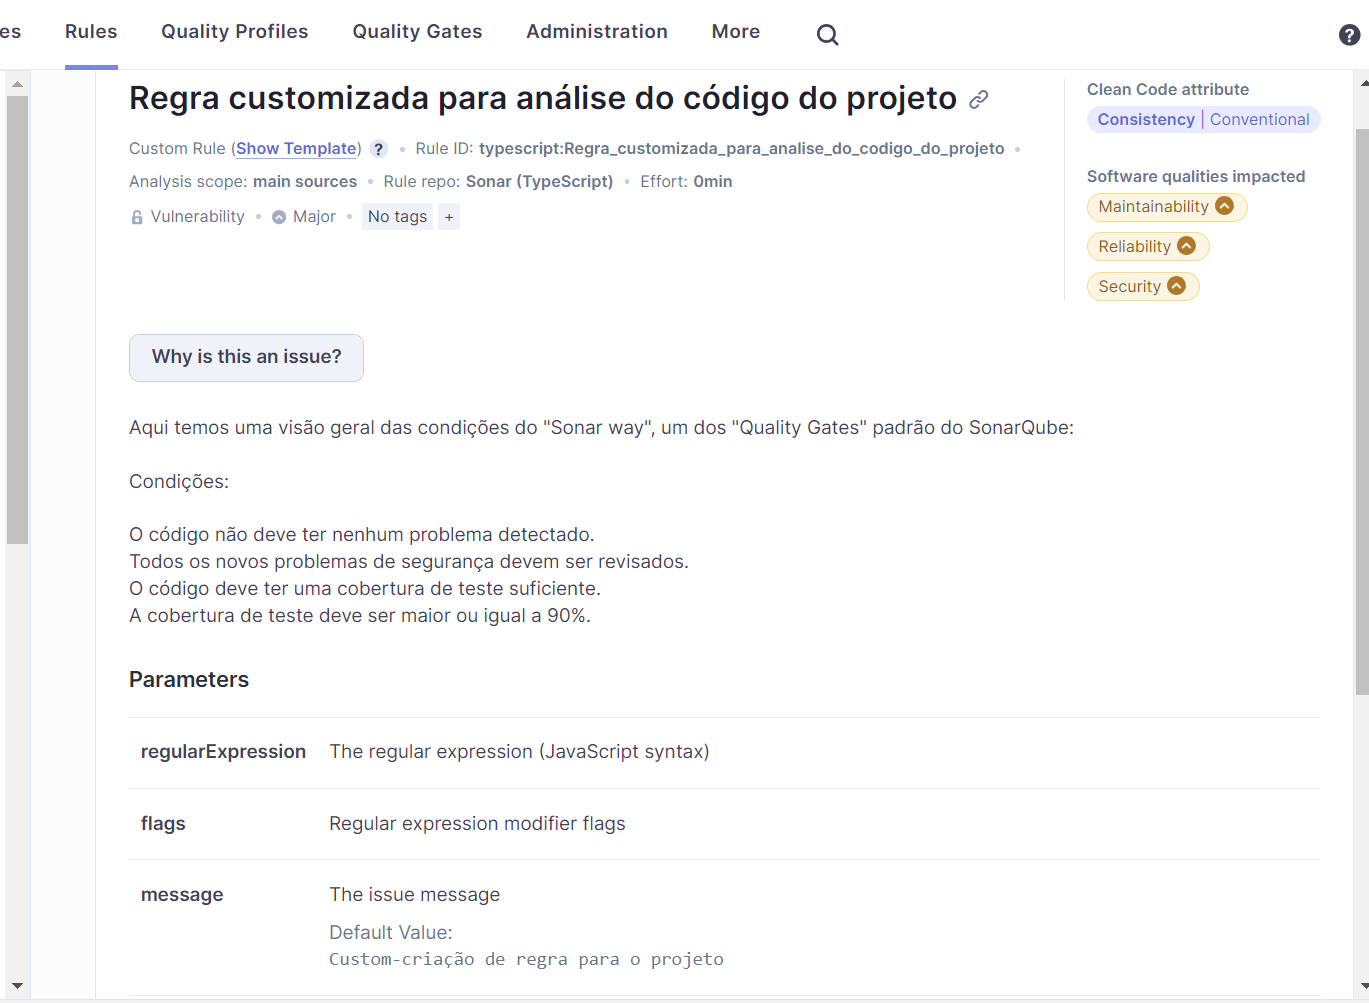 es Rules Quality Profiles Quality Gates Administration More ?
Regra customizada para análise do código do projeto
Custom Rule (Show Template) ? • Rule ID: typescript:Regra_customizada_para_analise_do_codigo_do_projeto •
Analysis scope: main sources • Rule repo: Sonar (TypeScript) • Effort: 0min
Vulnerability • Major • No tags +
Clean Code attribute
Consistency | Conventional
Software qualities impacted
Maintainability
Reliability
Security
Why is this an issue?
Aqui temos uma visão geral das condições do "Sonar way", um dos "Quality Gates" padrão do SonarQube:
Condições:
O código não deve ter nenhum problema detectado.
Todos os novos problemas de segurança devem ser revisados.
O código deve ter uma cobertura de teste suficiente.
A cobertura de teste deve ser maior ou igual a 90%.
Parameters
regularExpression The regular expression (JavaScript syntax)
flags Regular expression modifier flags
message The issue message
Default Value:
Custom-criação de regra para o projeto